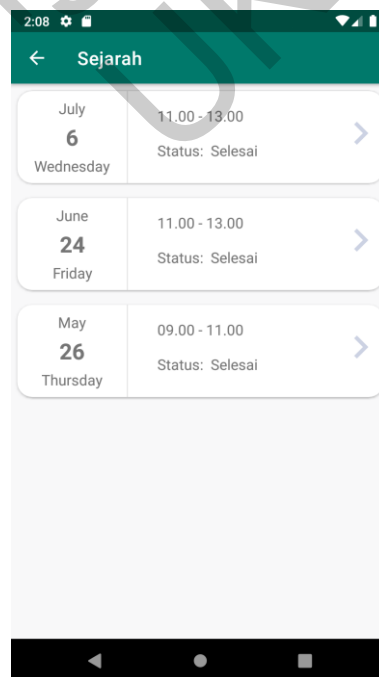 2:08
Sejarah
July
6
Wednesday
11.00 - 13.00
Status: Selesai
June
24
Friday
11.00 - 13.00
Status: Selesai
May
26
Thursday
09.00 - 11.00
Status: Selesai